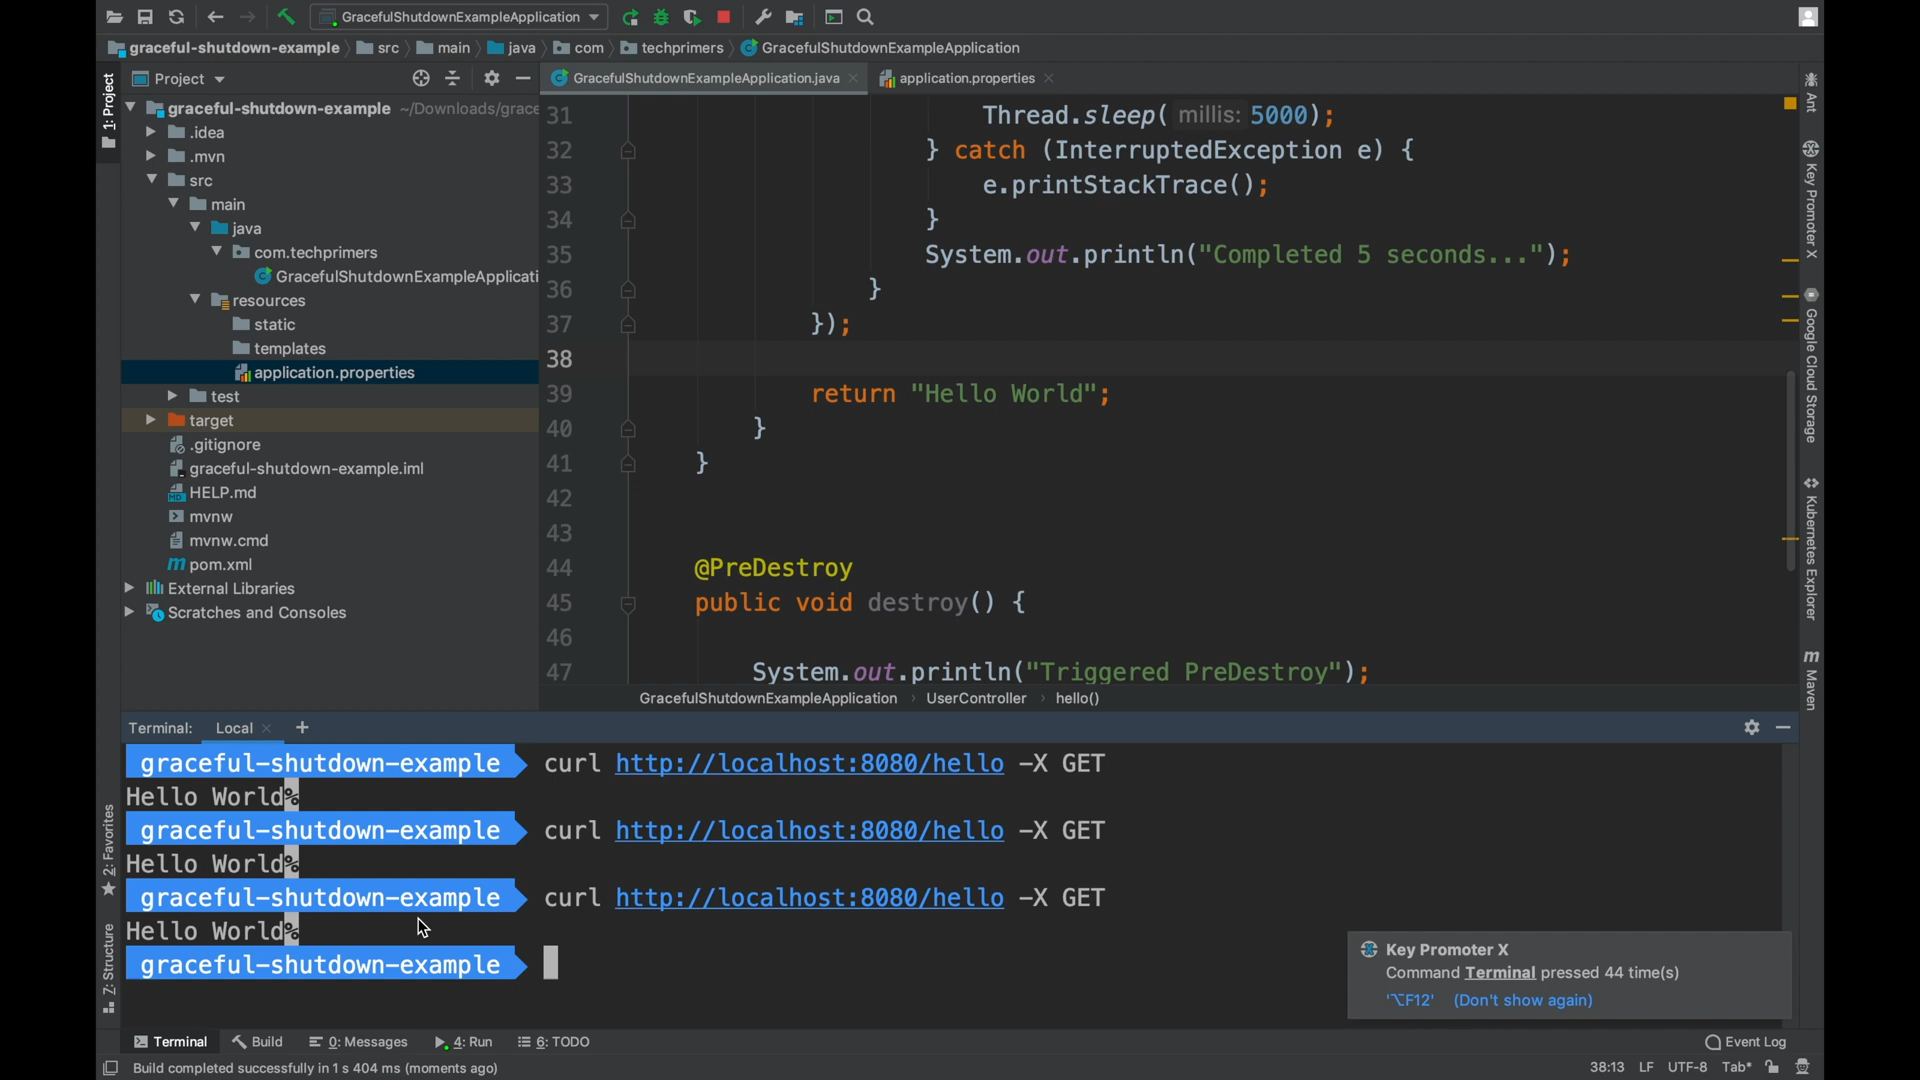 GracefulShutdownExampleApplication
graceful-shutdown-example src main java com techprimers GracefulShutdownExampleApplication
Project
GracefulShutdownExampleApplication.java
application.properties
1: Project
graceful-shutdown-example ~/Downloads/grace
.idea
.mvn
src
main
java
com.techprimers
GracefulShutdownExampleApplicati
resources
static
templates
application.properties
test
target
.gitignore
graceful-shutdown-example.iml
HELP.md
mvnw
mvnw.cmd
pom.xml
External Libraries
Scratches and Consoles
31 Thread.sleep( millis: 5000);
32 } catch (InterruptedException e) {
33 e.printStackTrace();
34 }
35 System.out.println("Completed 5 seconds...");
36 }
37 });
38
39 return "Hello World";
40 }
41 }
42
43
44 @PreDestroy
45 public void destroy() {
46
47 System.out.println("Triggered PreDestroy");
GracefulShutdownExampleApplication UserController hello()
Ant
Key Promoter X
Google Cloud Storage
Kubernetes Explorer
m Maven
Terminal: Local
graceful-shutdown-example curl http://localhost:8080/hello -X GET
Hello World%
graceful-shutdown-example curl http://localhost:8080/hello -X GET
Hello World%
graceful-shutdown-example curl http://localhost:8080/hello -X GET
Hello World%
graceful-shutdown-example
2: Favorites
Z: Structure
Key Promoter X
Command Terminal pressed 44 time(s)
'⌥F12' (Don't show again)
Terminal Build 0: Messages 4: Run 6: TODO Event Log
Build completed successfully in 1 s 404 ms (moments ago) 38:13 LF UTF-8 Tab*